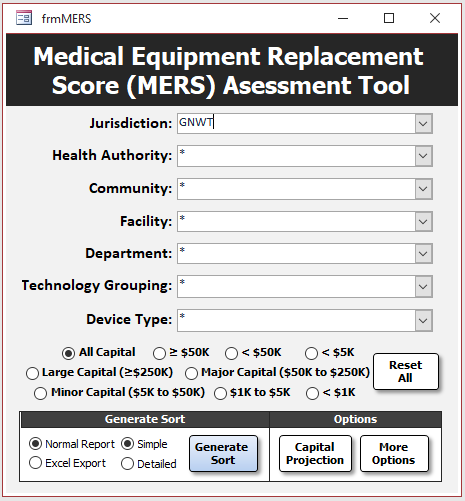 frmMERS
Medical Equipment Replacement
Score (MERS) Asessment Tool
Jurisdiction: GNWT
Health Authority: *
Community: *
Facility: *
Department: *
Technology Grouping: *
Device Type: *
All Capital ≥ $50K < $50K < $5K
Large Capital (≥$250K) Major Capital ($50K to $250K)
Minor Capital ($5K to $50K) $1K to $5K < $1K
Reset
All
Generate Sort
Normal Report Simple
Excel Export Detailed
Generate
Sort
Options
Capital
Projection
More
Options